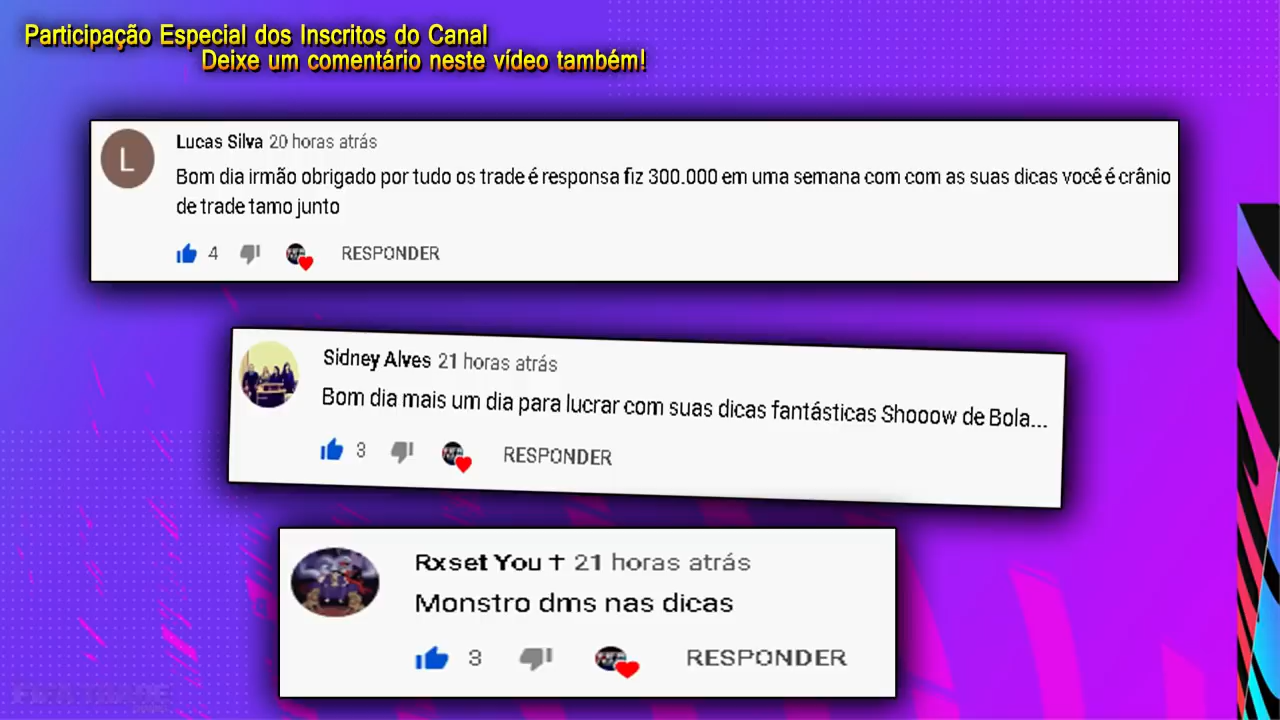 Participação Especial dos Inscritos do Canal
Deixe um comentário neste vídeo também!
L
Lucas Silva 20 horas atrás
Bom dia irmão obrigado por tudo os trade é responsa fiz 300.000 em uma semana com com as suas dicas você é crânio
de trade tamo junto
4 RESPONDER
Sidney Alves 21 horas atrás
Bom dia mais um dia para lucrar com suas dicas fantásticas Shooow de Bola...
3 RESPONDER
Rxset You † 21 horas atrás
Monstro dms nas dicas
3 RESPONDER